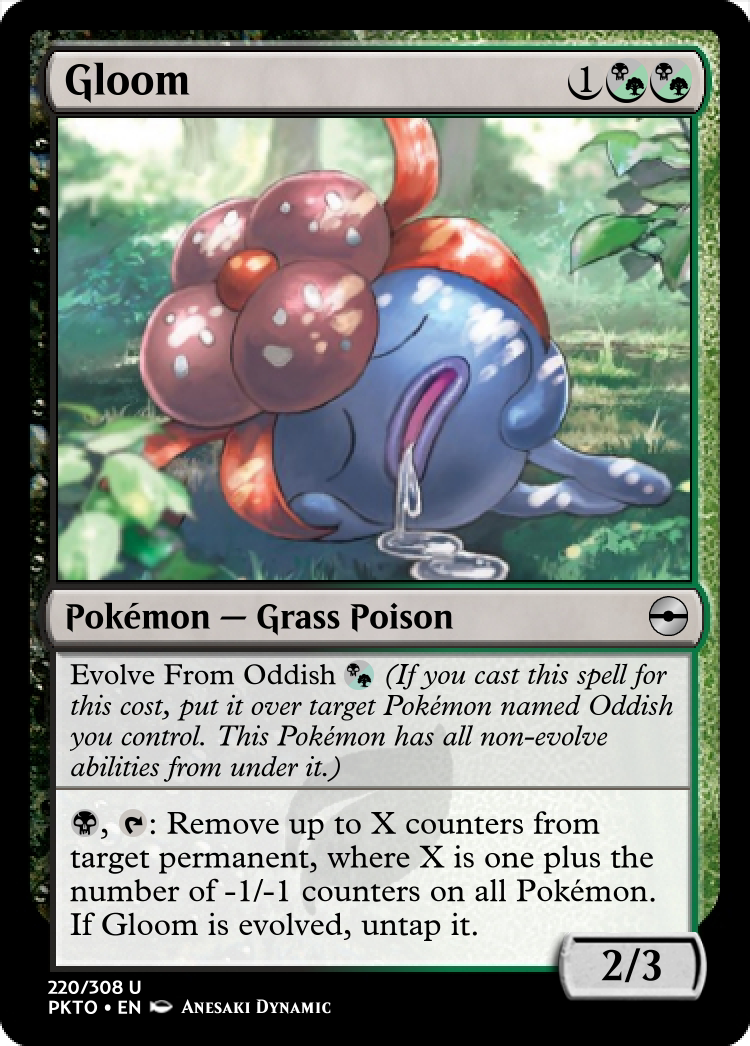 Gloom 1
Pokémon — Grass Poison
Evolve From Oddish (If you cast this spell for
this cost, put it over target Pokémon named Oddish
you control. This Pokémon has all non-evolve
abilities from under it.)
, : Remove up to X counters from
target permanent, where X is one plus the
number of -1/-1 counters on all Pokémon.
If Gloom is evolved, untap it.
2/3
220/308 U
PKTO • EN Anesaki Dynamic